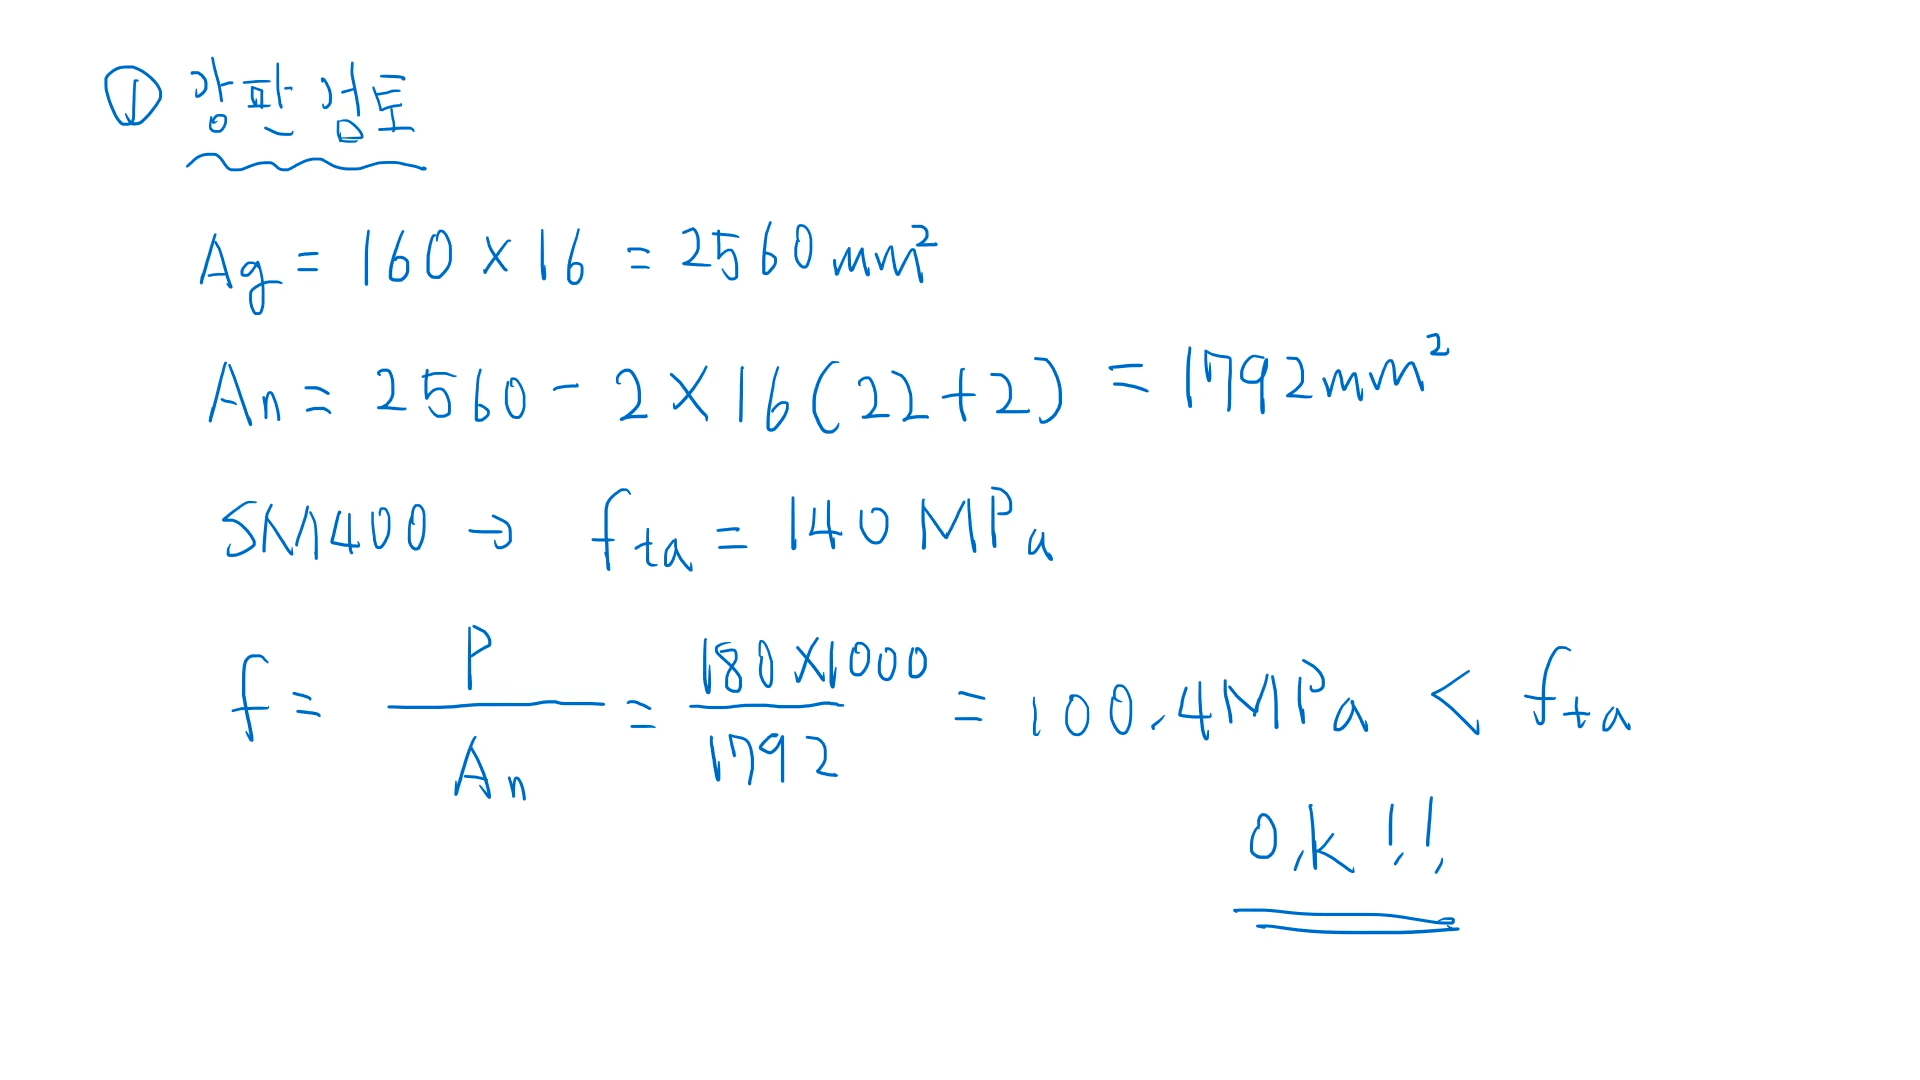 ① 강판 검토
Ag = 160 × 16 = 2560 mm²
An = 2560 - 2 × 16 (22+2) = 1792 mm²
SM400 → fta = 140 MPa
f = P / An = 180×1000 / 1792 = 100.4 MPa < fta
O.K !!